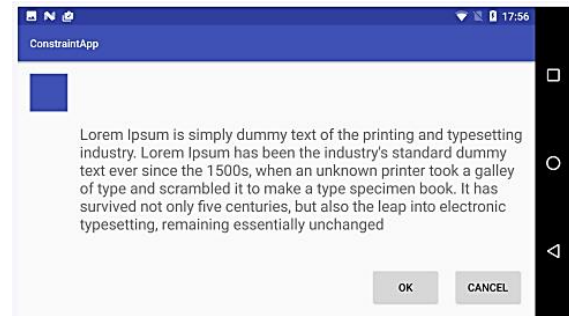 17:56
ConstraintApp
Lorem Ipsum is simply dummy text of the printing and typesetting
industry. Lorem Ipsum has been the industry's standard dummy
text ever since the 1500s, when an unknown printer took a galley
of type and scrambled it to make a type specimen book. It has
survived not only five centuries, but also the leap into electronic
typesetting, remaining essentially unchanged
OK CANCEL